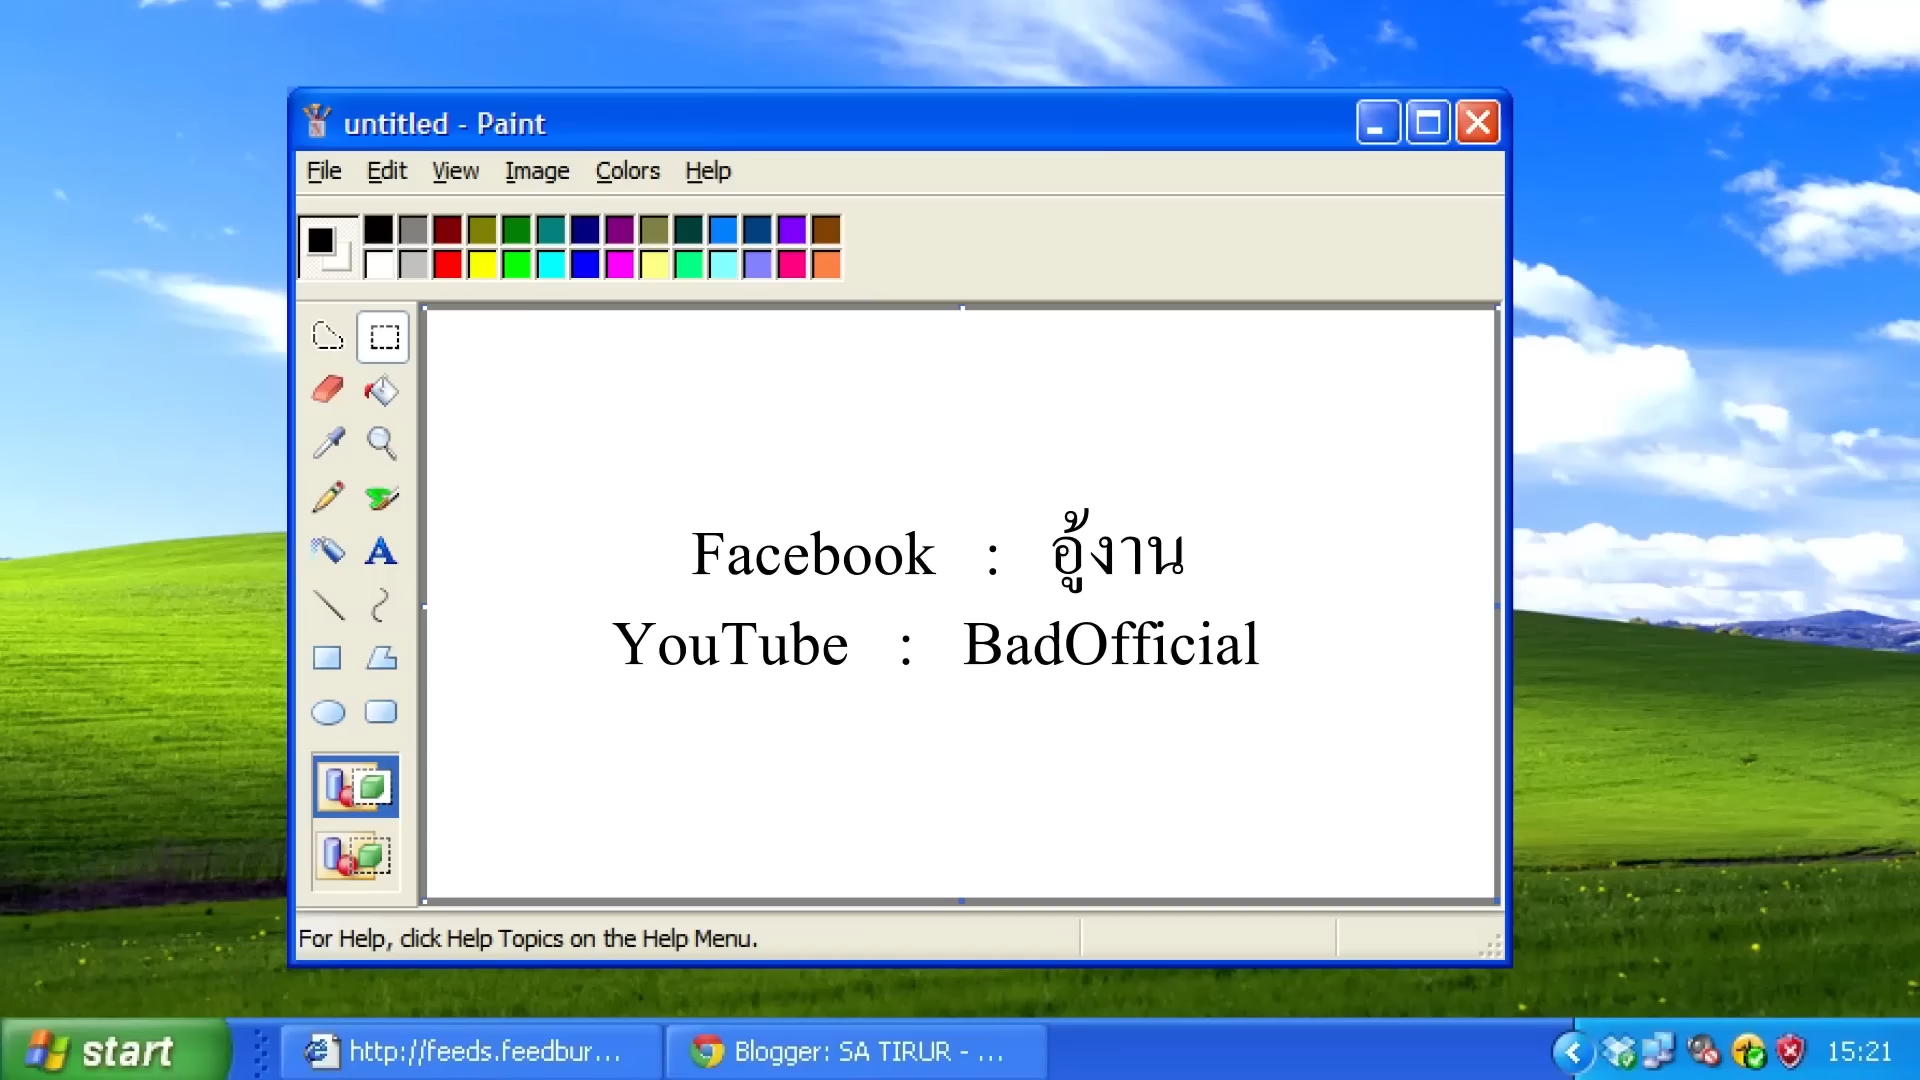 untitled - Paint
File Edit View Image Colors Help
Facebook : อู้งาน
YouTube : BadOfficial
For Help, click Help Topics on the Help Menu.
start http://feeds.feedbur... Blogger: SA TIRUR - ... 15:21